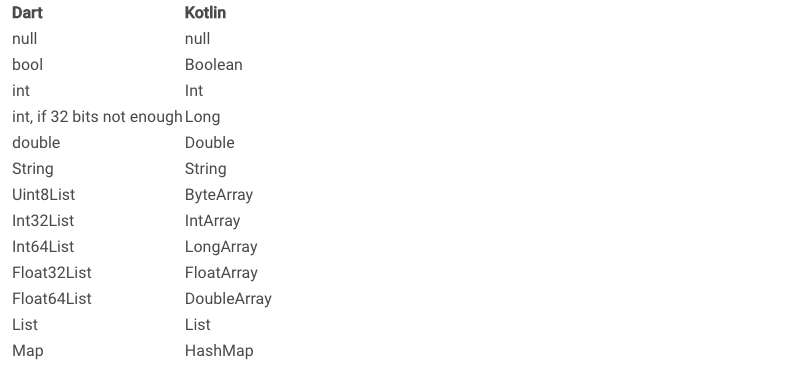 Dart Kotlin
null null
bool Boolean
int Int
int, if 32 bits not enough Long
double Double
String String
Uint8List ByteArray
Int32List IntArray
Int64List LongArray
Float32List FloatArray
Float64List DoubleArray
List List
Map HashMap